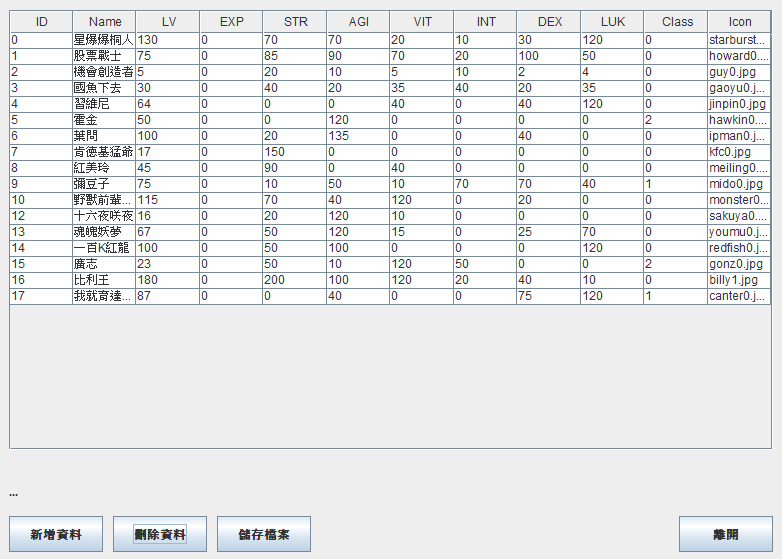 ID Name LV EXP STR AGI VIT INT DEX LUK Class Icon
0 星爆爆桐人 130 0 70 70 20 10 30 120 0 starburst...
1 股票戰士 75 0 85 90 70 20 100 50 0 howard0....
2 機會創造者 5 0 20 10 5 10 2 4 0 guy0.jpg
3 國魚下去 30 0 40 20 35 40 20 35 0 gaoyu0.j...
4 習維尼 64 0 0 0 40 0 40 120 0 jinpin0.jpg
5 霍金 50 0 0 120 0 0 0 0 2 hawkin0....
6 葉問 100 0 20 135 0 0 40 0 0 ipman0.j...
7 肯德基猛爺 17 0 150 0 0 0 0 0 0 kfc0.jpg
8 紅美玲 45 0 90 0 40 0 0 0 0 meiling0....
9 彌豆子 75 0 10 50 10 70 70 40 1 mido0.jpg
10 野獸前輩... 115 0 70 40 120 0 20 0 0 monster0...
12 十六夜咲夜 16 0 20 120 10 0 0 0 0 sakuya0....
13 魂魄妖夢 67 0 50 120 15 0 25 70 0 youmu0.j...
14 一百K紅龍 100 0 50 100 0 0 0 120 0 redfish0.j...
15 廣志 23 0 50 10 120 50 0 0 2 gonz0.jpg
16 比利王 180 0 200 100 120 20 40 10 0 billy1.jpg
17 我就育達... 87 0 0 40 0 0 75 120 1 canter0.j...
...
新增資料 刪除資料 儲存檔案 離開